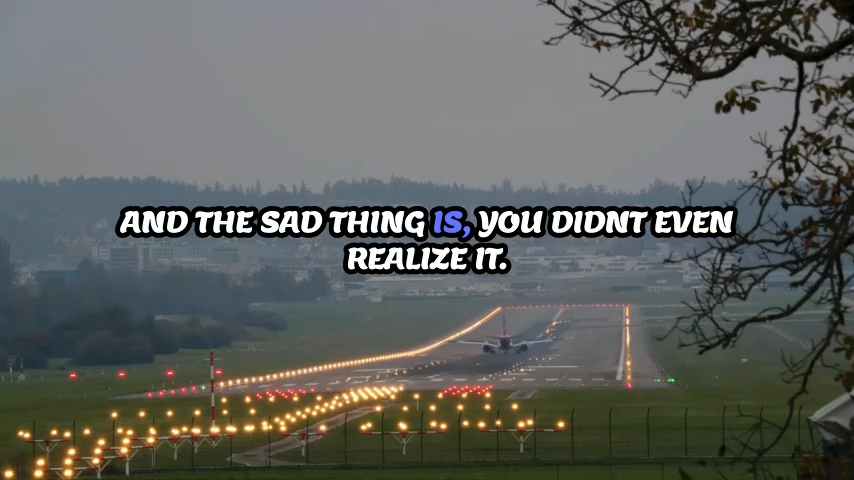 AND THE SAD THING IS, YOU DIDNT EVEN
REALIZE IT.